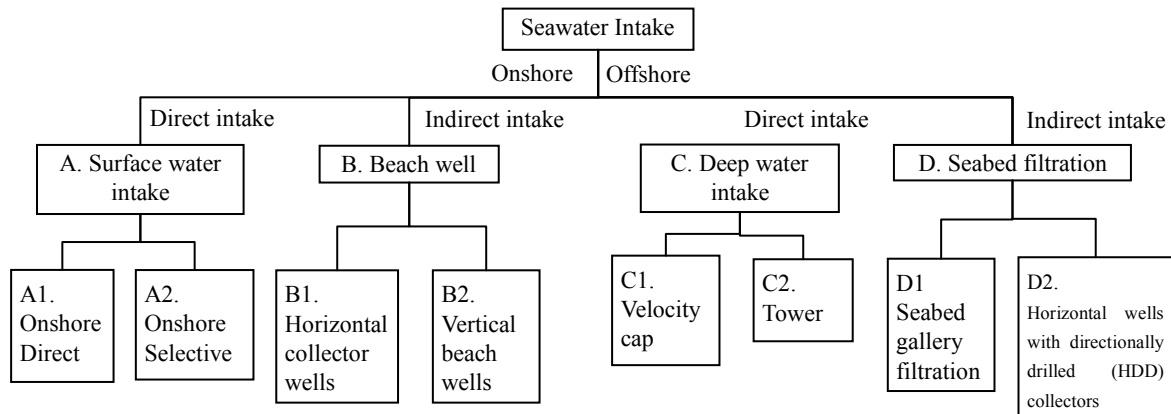 Seawater Intake
Onshore
Offshore
Direct intake
Indirect intake
Direct intake
Indirect intake
A. Surface water
intake
B. Beach well
C. Deep water
intake
D. Seabed filtration
A1.
Onshore
Direct
A2.
Onshore
Selective
B1.
Horizontal
collector
wells
B2.
Vertical
beach
wells
C1.
Velocity
cap
C2.
Tower
D1
Seabed
gallery
filtration
D2.
Horizontal wells
with directionally
drilled (HDD)
collectors